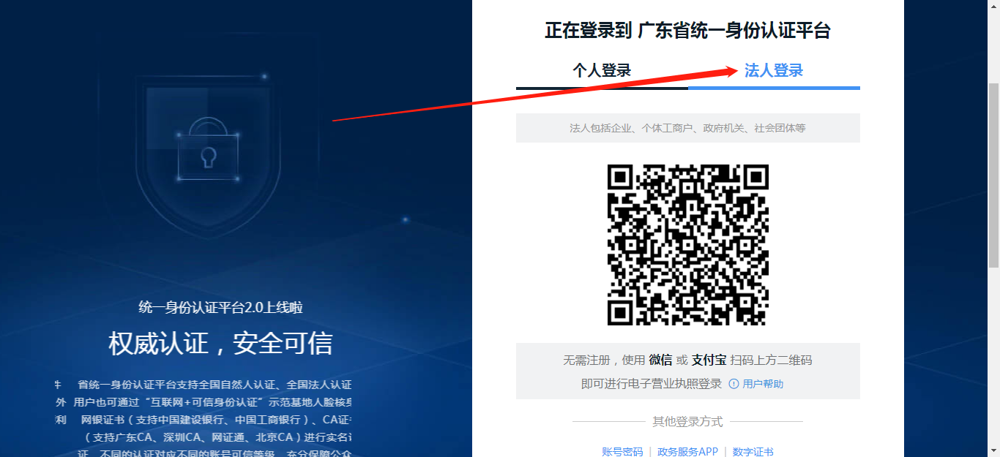 正在登录到 广东省统一身份认证平台
个人登录
法人登录
法人包括企业、个体工商户、政府机关、社会团体等
无需注册，使用 微信 或 支付宝 扫码上方二维码
即可进行电子营业执照登录 用户帮助
其他登录方式
账号密码 | 政务服务APP | 数字证书
统一身份认证平台2.0上线啦
权威认证，安全可信
省统一身份认证平台支持全国自然人认证、全国法人认证
外 用户也可通过“互联网+可信身份认证”示范基地人脸核身
利 网银证书（支持中国建设银行、中国工商银行）、CA证
（支持广东CA、深圳CA、网证通、北京CA）进行实名
证，不同的认证对应不同的账号可信等级，充分保障公众